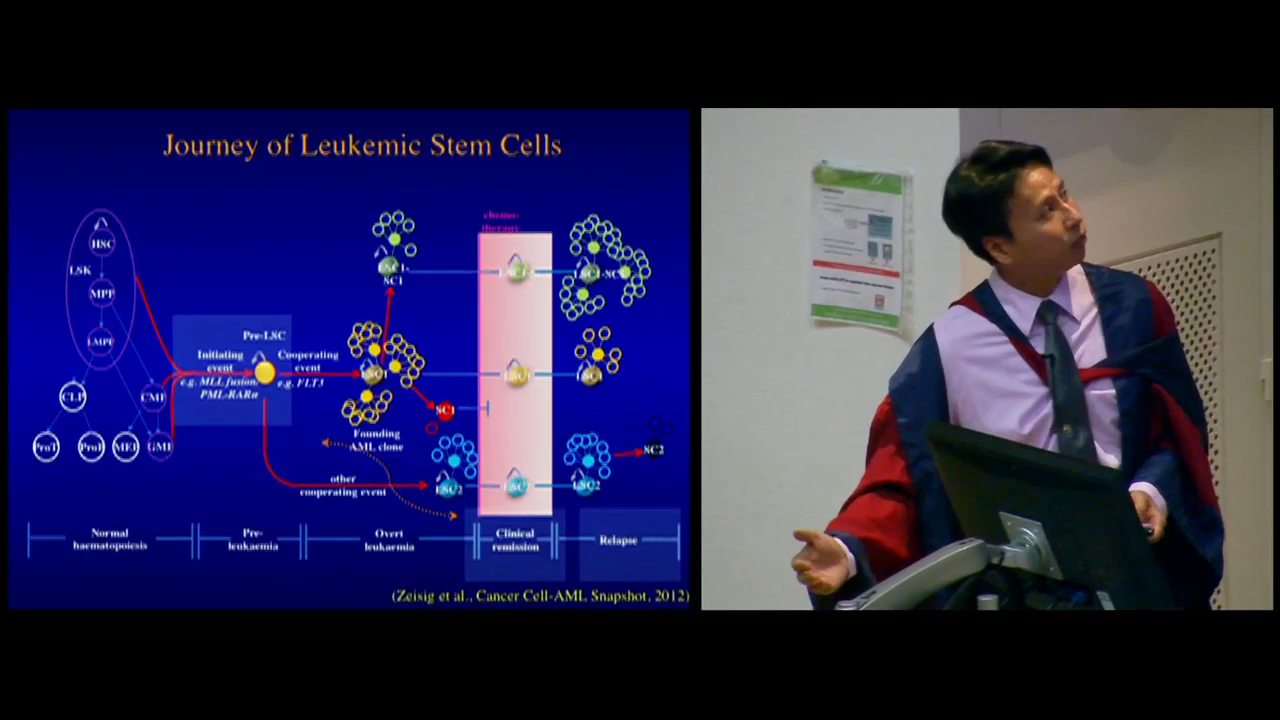 Journey of Leukemic Stem Cells
HSC
LSK
MPP
LMPP
CLP
CMP
ProT
ProB
MEP
GMP
Pre-LSC
Initiating
event
e.g. MLL fusion,
PML-RARα
Cooperating
event
e.g. FLT3
LSC1-
SC1
LSC1
SC1
Founding
AML clone
other
cooperating event
LSC2
chemo-
therapy
LSC1
LSC2
LSC1-SC1
LSC1
LSC2
SC2
Normal
haematopoiesis
Pre-
leukaemia
Overt
leukaemia
Clinical
remission
Relapse
(Zeisig et al., Cancer Cell-AML Snapshot, 2012)